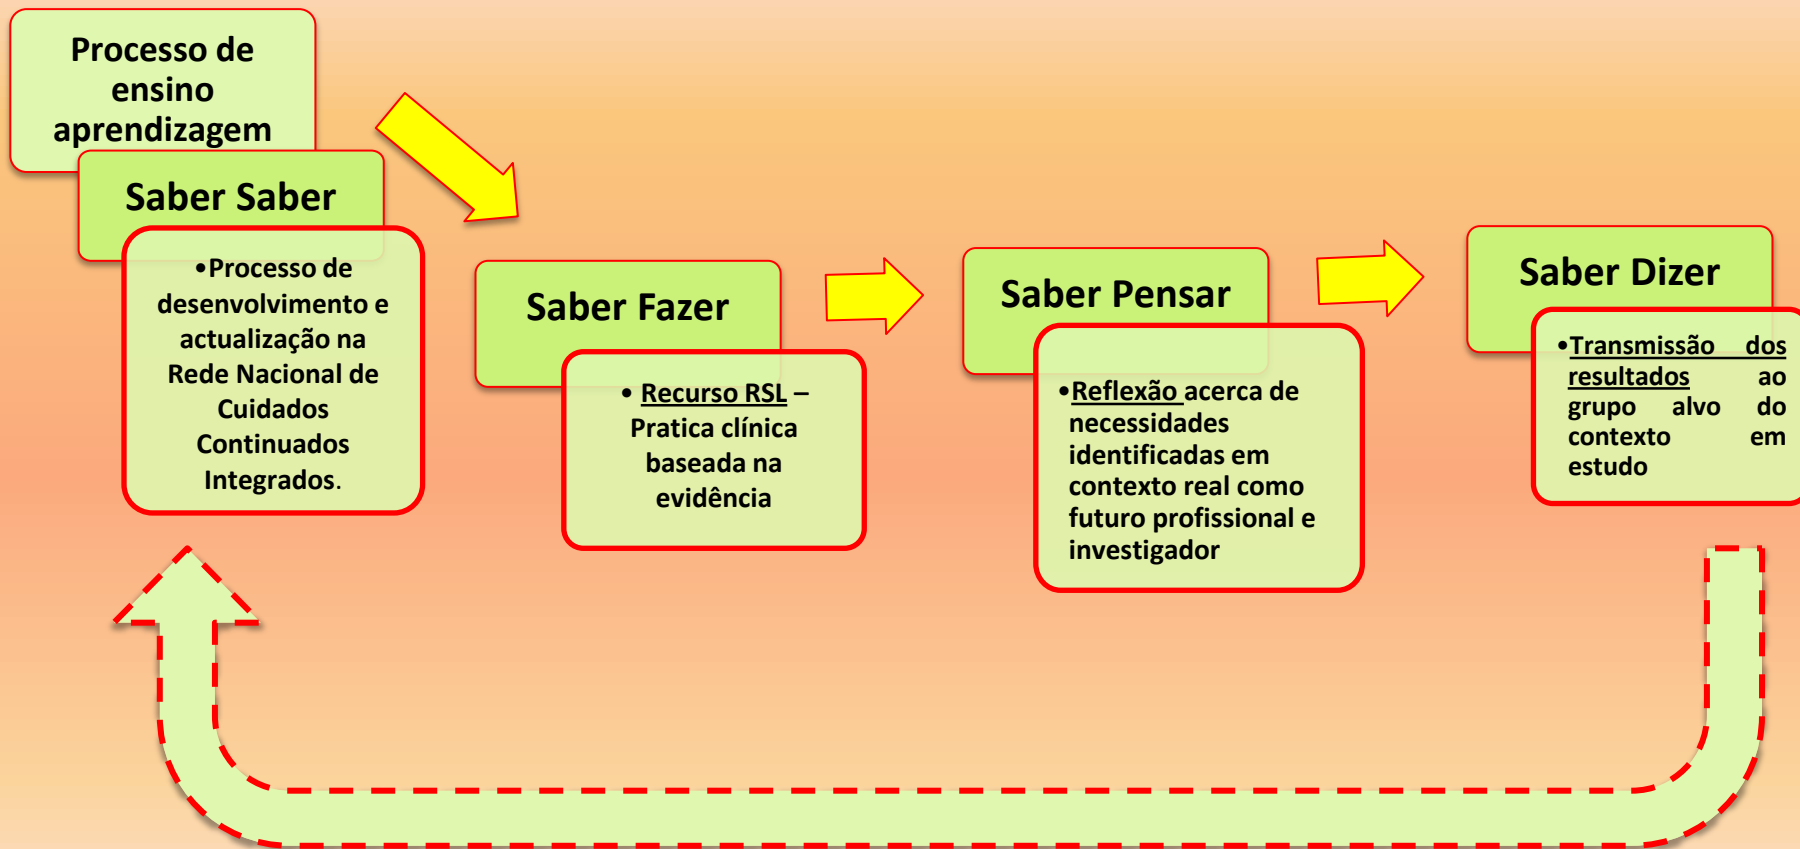 Processo de
ensino
aprendizagem
Saber Saber
•Processo de
desenvolvimento e
actualização na
Rede Nacional de
Cuidados
Continuados
Integrados.
Saber Fazer
• Recurso RSL –
Pratica clínica
baseada na
evidência
Saber Pensar
•Reflexão acerca de
necessidades
identificadas em
contexto real como
futuro profissional e
investigador
Saber Dizer
•Transmissão dos
resultados ao
grupo alvo do
contexto em
estudo